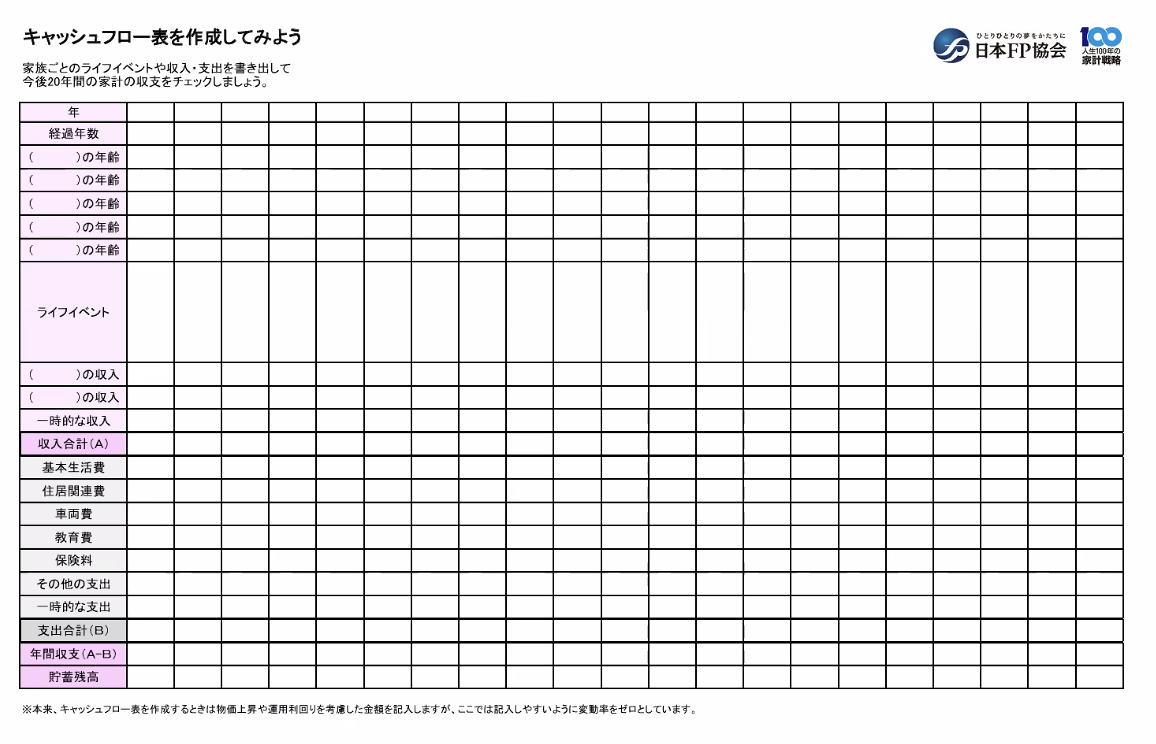 キャッシュフロー表を作成してみよう
ひとりひとりの夢をかたちに
日本FP協会
100
人生100年の
家計戦略
家族ごとのライフイベントや収入・支出を書き出して
今後20年間の家計の収支をチェックしましょう。
年
経過年数
(　　　)の年齢
(　　　)の年齢
(　　　)の年齢
(　　　)の年齢
(　　　)の年齢
ライフイベント
(　　　)の収入
(　　　)の収入
一時的な収入
収入合計(A)
基本生活費
住居関連費
車両費
教育費
保険料
その他の支出
一時的な支出
支出合計(B)
年間収支(A-B)
貯蓄残高
※本来、キャッシュフロー表を作成するときは物価上昇や運用利回りを考慮した金額を記入しますが、ここでは記入しやすいように変動率をゼロとしています。